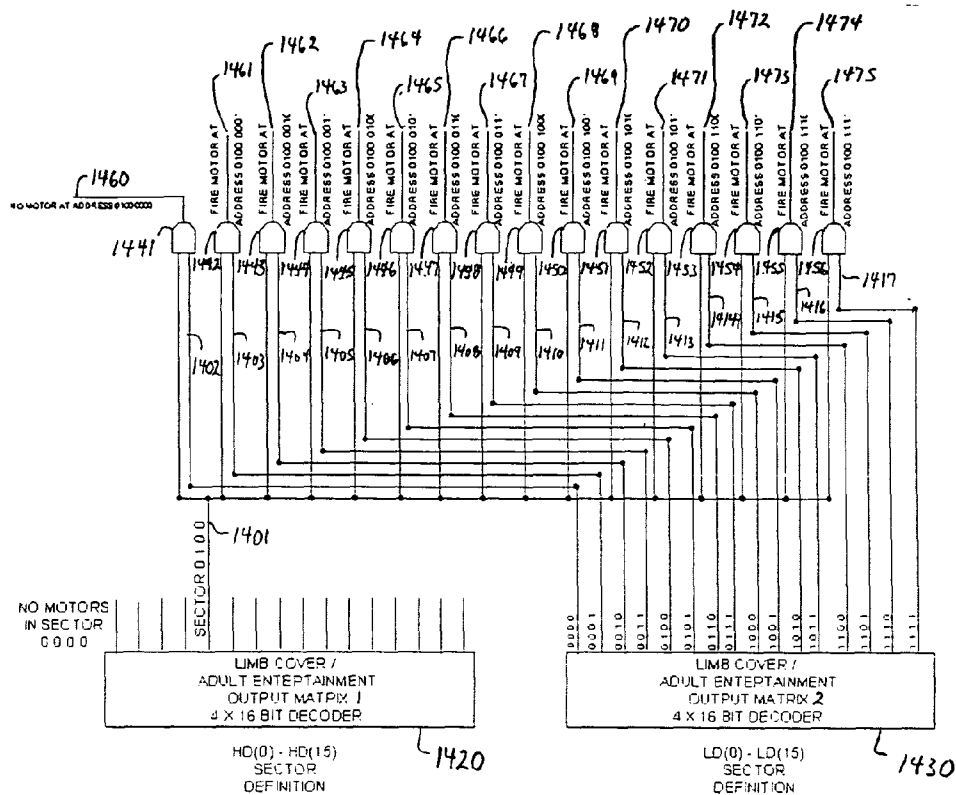 1462
1464
1466
1468
1470
1472
1474
1461
1463
1465
1467
1469
1471
1473
1475
FIRE MOTOR AT
ADDRESS 0100 0001
FIRE MOTOR AT
ADDRESS 0100 0010
FIRE MOTOR AT
ADDRESS 0100 0011
FIRE MOTOR AT
ADDRESS 0100 0100
FIRE MOTOR AT
ADDRESS 0100 0101
FIRE MOTOR AT
ADDRESS 0100 0110
FIRE MOTOR AT
ADDRESS 0100 0111
FIRE MOTOR AT
ADDRESS 0100 1000
FIRE MOTOR AT
ADDRESS 0100 1001
FIRE MOTOR AT
ADDRESS 0100 1010
FIRE MOTOR AT
ADDRESS 0100 1011
FIRE MOTOR AT
ADDRESS 0100 1100
FIRE MOTOR AT
ADDRESS 0100 1101
FIRE MOTOR AT
ADDRESS 0100 1110
FIRE MOTOR AT
ADDRESS 0100 1111
1460
NO MOTOR AT ADDRESS 0100 0000
1441
1442
1443
1444
1445
1446
1447
1448
1449
1450
1451
1452
1453
1454
1455
1456
1417
1402
1403
1404
1405
1406
1407
1408
1409
1410
1411
1412
1413
1414
1415
1416
1401
SECTOR 0100
NO MOTORS
IN SECTOR
0000
0000
0001
0010
0011
0100
0101
0110
0111
1000
1001
1010
1011
1100
1101
1110
1111
LIMB COVER /
ADULT ENTERTAINMENT
OUTPUT MATRIX 1
4 X 16 BIT DECODER
LIMB COVER /
ADULT ENTERTAINMENT
OUTPUT MATRIX 2
4 X 16 BIT DECODER
HD(0) - HD(15)
SECTOR
DEFINITION
1420
LD(0) - LD(15)
SECTOR
DEFINITION
1430